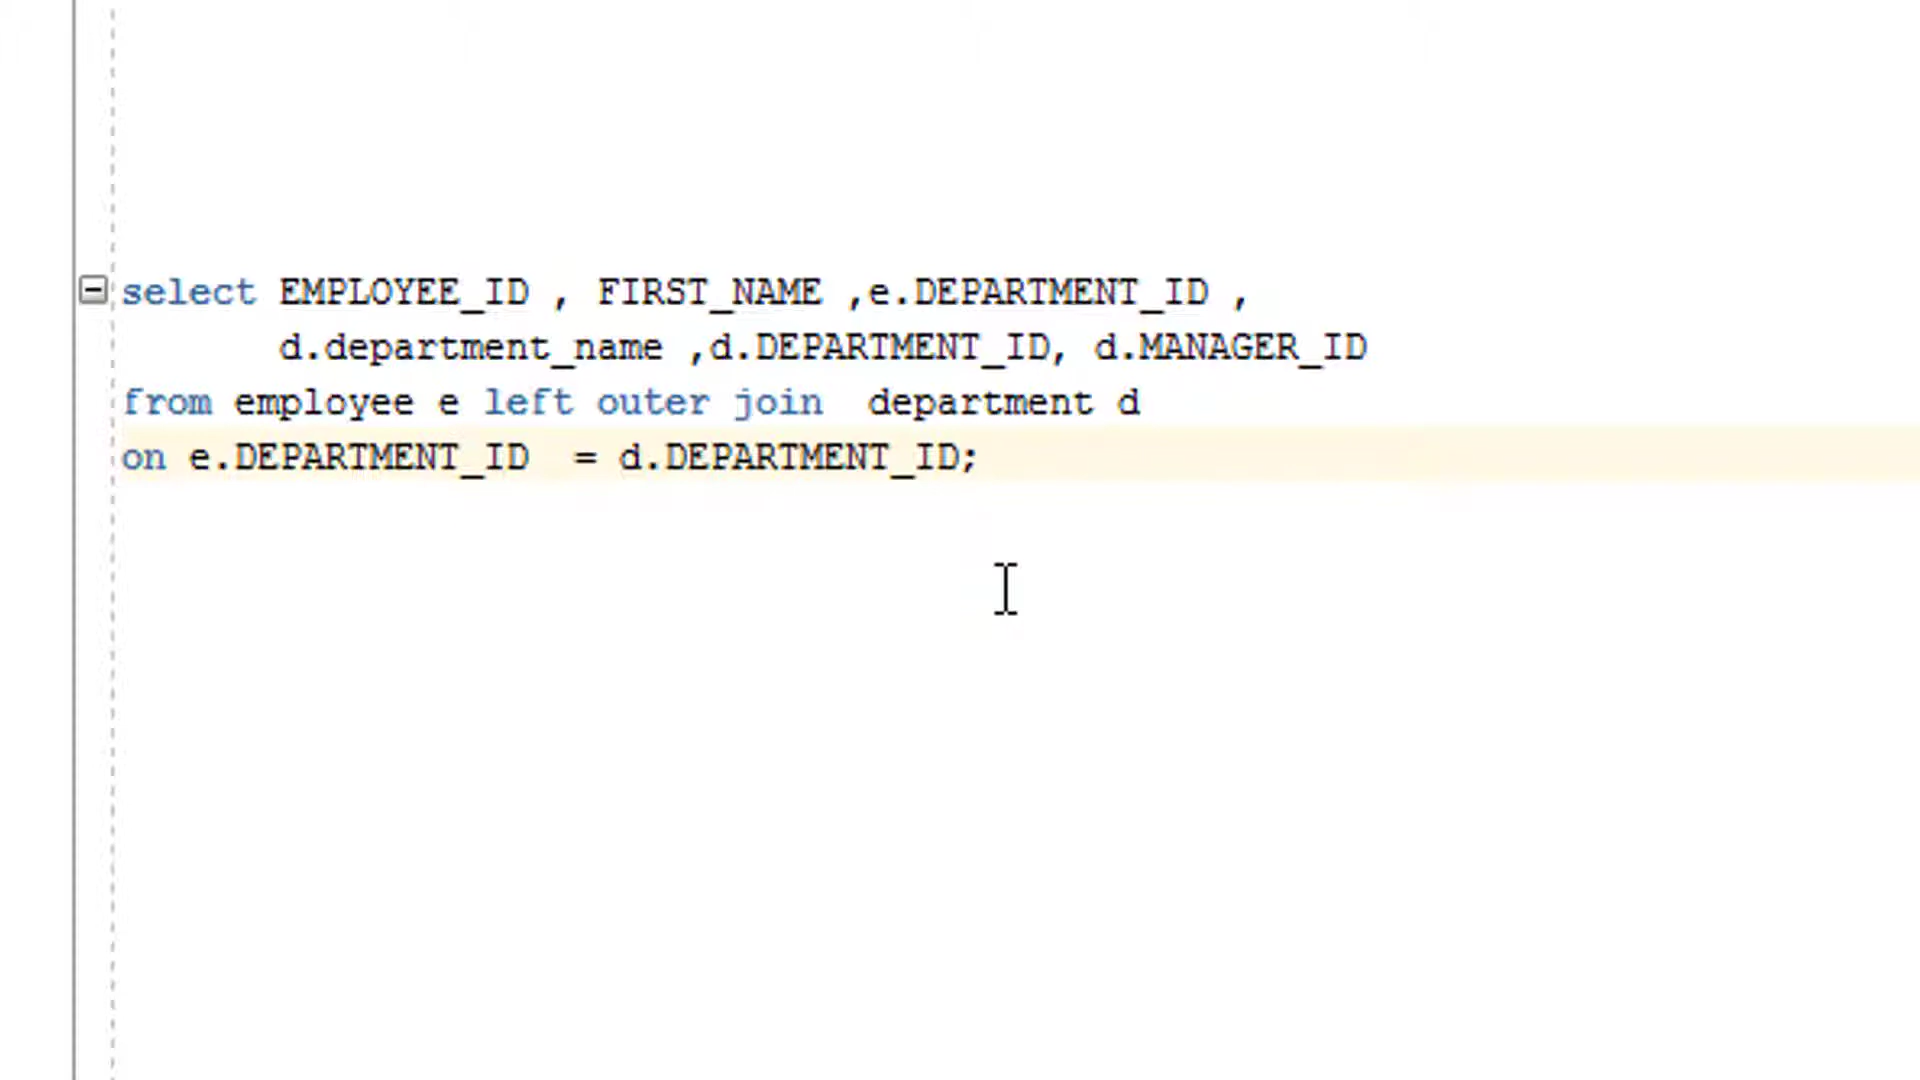 select EMPLOYEE_ID , FIRST_NAME ,e.DEPARTMENT_ID ,
d.department_name ,d.DEPARTMENT_ID, d.MANAGER_ID
from employee e left outer join  department d
on e.DEPARTMENT_ID  = d.DEPARTMENT_ID;